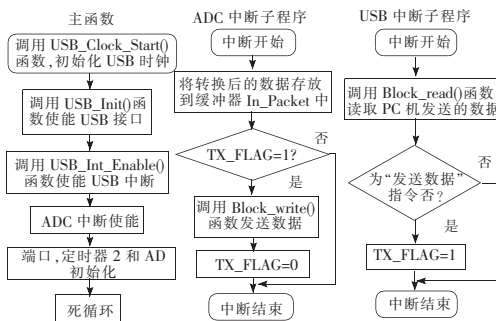 主函数
调用 USB_Clock_Start()
函数,初始化 USB 时钟
调用 USB_Init()函
数使能 USB 接口
调用 USB_Int_Enable()
函数使能 USB 中断
ADC 中断使能
端口,定时器 2 和 AD
初始化
死循环
ADC 中断子程序
中断开始
将转换后的数据存放
到缓冲器 In_Packet 中
TX_FLAG=1?
否
是
调用 Block_write()
函数发送数据
TX_FLAG=0
中断结束
USB 中断子程序
中断开始
调用 Block_read()函数
读取 PC 机发送的数据
为“发送数据”
指令否?
否
是
TX_FLAG=1
中断结束